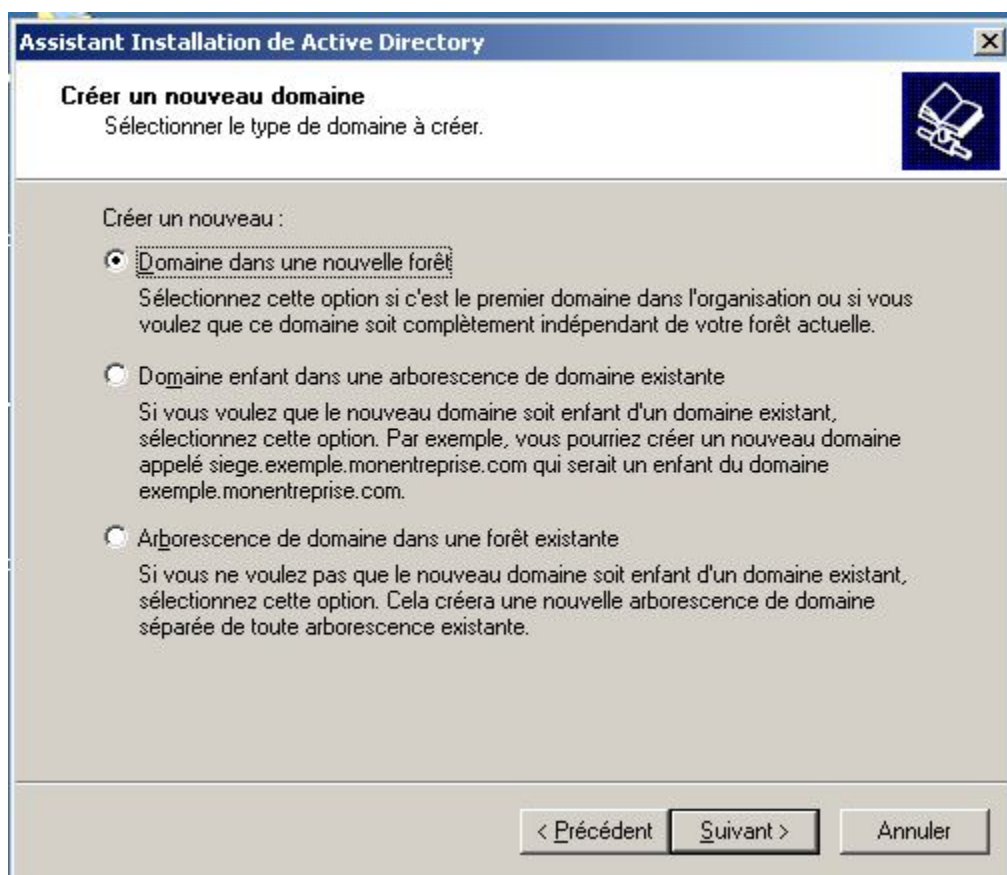 Assistant Installation de Active Directory
Créer un nouveau domaine
Sélectionner le type de domaine à créer.
Créer un nouveau :
Domaine dans une nouvelle forêt
Sélectionnez cette option si c'est le premier domaine dans l'organisation ou si vous
voulez que ce domaine soit complètement indépendant de votre forêt actuelle.
Domaine enfant dans une arborescence de domaine existante
Si vous voulez que le nouveau domaine soit enfant d'un domaine existant,
sélectionnez cette option. Par exemple, vous pourriez créer un nouveau domaine
appelé siege.exemple.monentreprise.com qui serait un enfant du domaine
exemple.monentreprise.com.
Arborescence de domaine dans une forêt existante
Si vous ne voulez pas que le nouveau domaine soit enfant d'un domaine existant,
sélectionnez cette option. Cela créera une nouvelle arborescence de domaine
séparée de toute arborescence existante.
< Précédent Suivant > Annuler